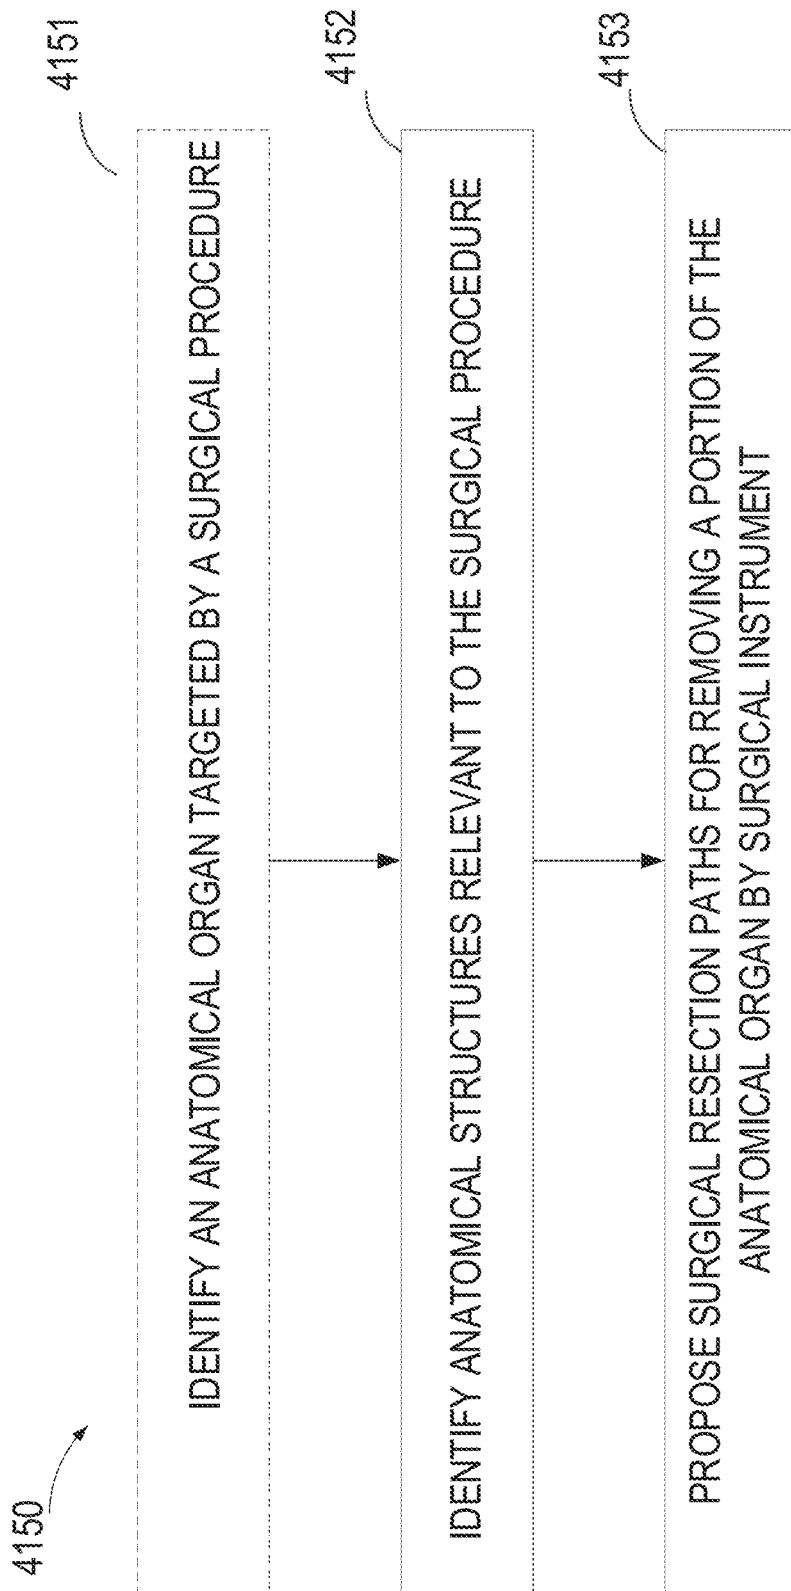 4150
4151
IDENTIFY AN ANATOMICAL ORGAN TARGETED BY A SURGICAL PROCEDURE
4152
IDENTIFY ANATOMICAL STRUCTURES RELEVANT TO THE SURGICAL PROCEDURE
4153
PROPOSE SURGICAL RESECTION PATHS FOR REMOVING A PORTION OF THE
ANATOMICAL ORGAN BY SURGICAL INSTRUMENT